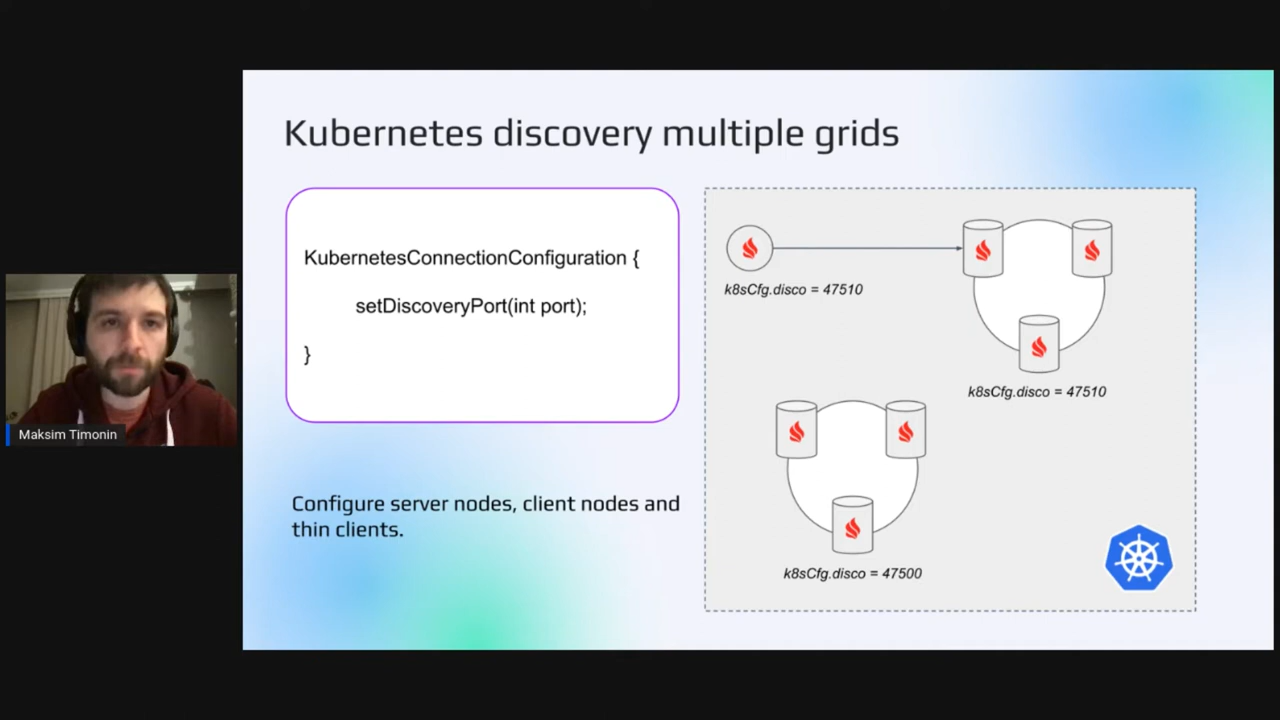 Kubernetes discovery multiple grids
KubernetesConnectionConfiguration {
setDiscoveryPort(int port);
}
k8sCfg.disco = 47510
k8sCfg.disco = 47510
Maksim Timonin
Configure server nodes, client nodes and
thin clients.
k8sCfg.disco = 47500